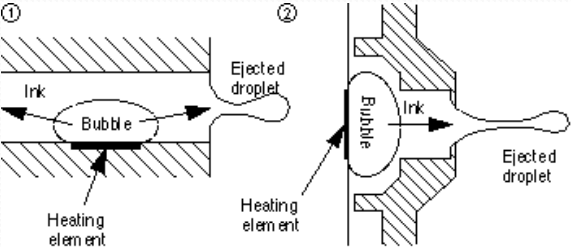 ①
Ink
Bubble
Ejected
droplet
Heating
element
②
Bubble
Ink
Ejected
droplet
Heating
element